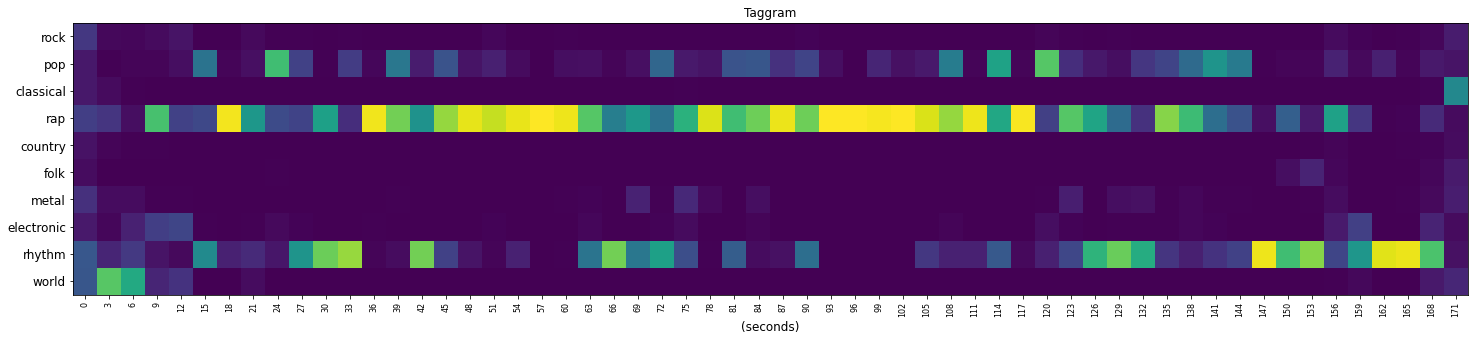 Taggram
rock
pop
classical
rap
country
folk
metal
electronic
rhythm
world
0 3 6 9 12 15 18 21 24 27 30 33 36 39 42 45 48 51 54 57 60 63 66 69 72 75 78 81 84 87 90 93 96 99 102 105 108 111 114 117 120 123 126 129 132 135 138 141 144 147 150 153 156 159 162 165 168 171
(seconds)